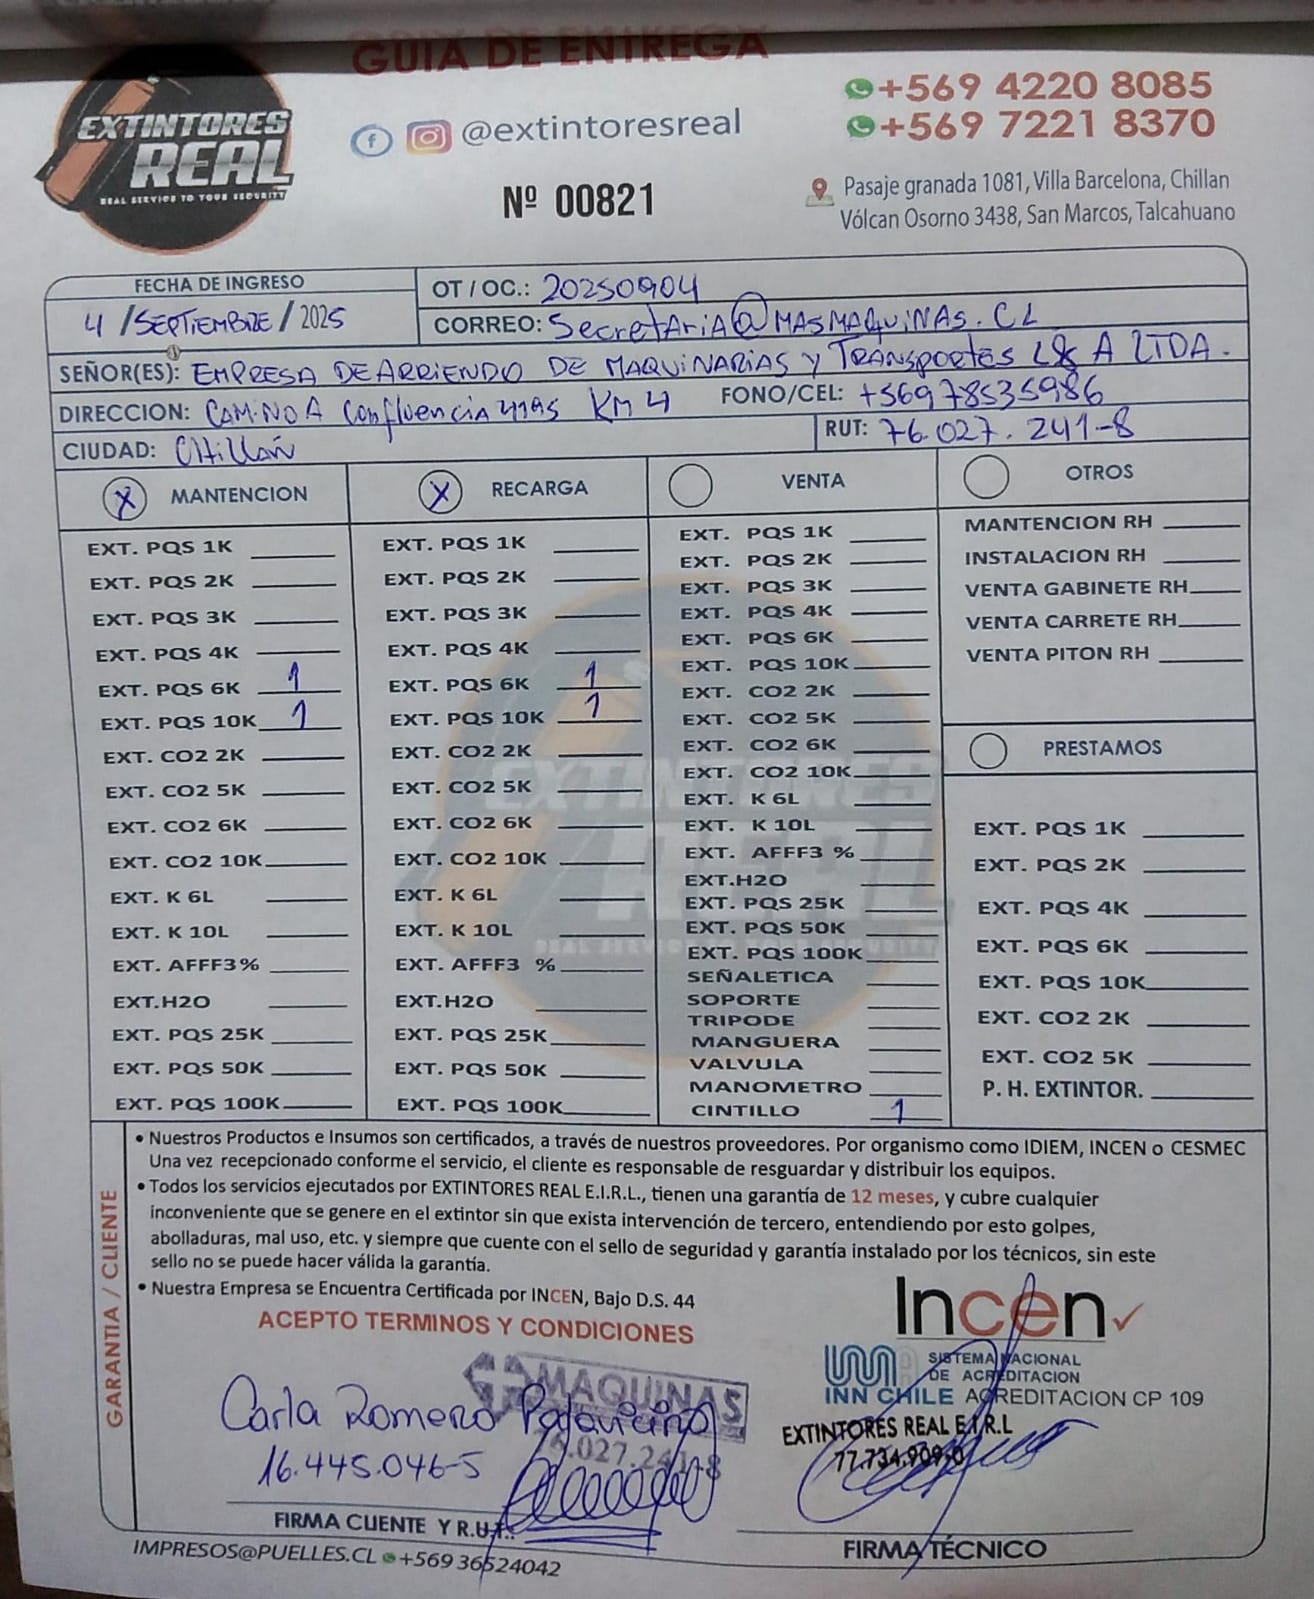 GUIA DE ENTREGA
EXTINTORES
REAL
REAL SERVICE TO YOUR SECURITY
@extintoresreal
Nº 00821
+569 4220 8085
+569 7221 8370
Pasaje granada 1081, Villa Barcelona, Chillan
Vólcan Osorno 3438, San Marcos, Talcahuano
FECHA DE INGRESO
4 / SEPTIEMBRE / 2025
OT / OC.: 20250904
CORREO: SecretAriA@MASMAQUiNAS.CL
SEÑOR(ES): EMPRESA DE ARRIENDO DE MAQUINARIAS Y TRANSPORTES L& A LTDA.
DIRECCION: CAMiNO A Confluencia 4195 KM 4 FONO/CEL: +56978535986
CIUDAD: CHillán RUT: 76.027.241-8
X MANTENCION
EXT. PQS 1K
EXT. PQS 2K
EXT. PQS 3K
EXT. PQS 4K
EXT. PQS 6K 1
EXT. PQS 10K 1
EXT. CO2 2K
EXT. CO2 5K
EXT. CO2 6K
EXT. CO2 10K
EXT. K 6L
EXT. K 10L
EXT. AFFF3%
EXT.H2O
EXT. PQS 25K
EXT. PQS 50K
EXT. PQS 100K
X RECARGA
EXT. PQS 1K
EXT. PQS 2K
EXT. PQS 3K
EXT. PQS 4K
EXT. PQS 6K 1
EXT. PQS 10K 1
EXT. CO2 2K
EXT. CO2 5K
EXT. CO2 6K
EXT. CO2 10K
EXT. K 6L
EXT. K 10L
EXT. AFFF3 %
EXT.H2O
EXT. PQS 25K
EXT. PQS 50K
EXT. PQS 100K
VENTA
EXT. PQS 1K
EXT. PQS 2K
EXT. PQS 3K
EXT. PQS 4K
EXT. PQS 6K
EXT. PQS 10K
EXT. CO2 2K
EXT. CO2 5K
EXT. CO2 6K
EXT. CO2 10K
EXT. K 6L
EXT. K 10L
EXT. AFFF3 %
EXT.H2O
EXT. PQS 25K
EXT. PQS 50K
EXT. PQS 100K
SEÑALETICA
SOPORTE
TRIPODE
MANGUERA
VALVULA
MANOMETRO
CINTILLO 1
OTROS
MANTENCION RH
INSTALACION RH
VENTA GABINETE RH
VENTA CARRETE RH
VENTA PITON RH
PRESTAMOS
EXT. PQS 1K
EXT. PQS 2K
EXT. PQS 4K
EXT. PQS 6K
EXT. PQS 10K
EXT. CO2 2K
EXT. CO2 5K
P. H. EXTINTOR.
EXTINTORES
REAL
REAL SERVICE TO YOUR SECURITY
GARANTIA / CLIENTE
• Nuestros Productos e Insumos son certificados, a través de nuestros proveedores. Por organismo como IDIEM, INCEN o CESMEC
Una vez recepcionado conforme el servicio, el cliente es responsable de resguardar y distribuir los equipos.
• Todos los servicios ejecutados por EXTINTORES REAL E.I.R.L., tienen una garantía de 12 meses, y cubre cualquier
inconveniente que se genere en el extintor sin que exista intervención de tercero, entendiendo por esto golpes,
abolladuras, mal uso, etc. y siempre que cuente con el sello de seguridad y garantía instalado por los técnicos, sin este
sello no se puede hacer válida la garantía.
• Nuestra Empresa se Encuentra Certificada por INCEN, Bajo D.S. 44
ACEPTO TERMINOS Y CONDICIONES
Incen
SISTEMA NACIONAL
DE ACREDITACION
INN CHILE ACREDITACION CP 109
MAQUINAS
76.027.241-8
Carla Romero Palavicino
16.445.046-5
EXTINTORES REAL E.I.R.L
77.734.909-0
FIRMA CLIENTE Y R.U.T.:
FIRMA TÉCNICO
IMPRESOS@PUELLES.CL +569 36524042